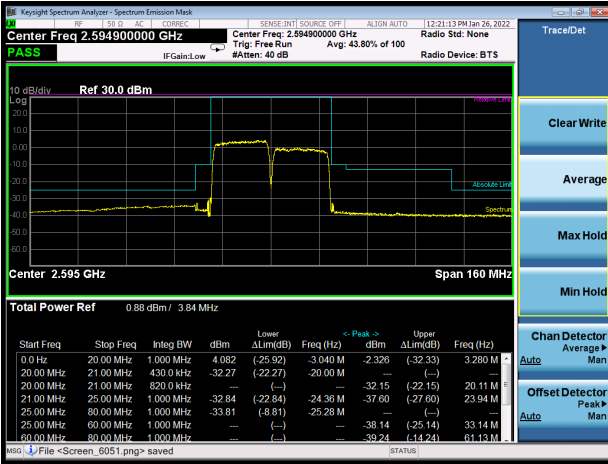 Keysight Spectrum Analyzer - Spectrum Emission Mask
RF 50 Ω AC CORREC SENSE:INT SOURCE OFF ALIGN AUTO 12:21:13 PM Jan 26, 2022
Center Freq 2.594900000 GHz Center Freq: 2.594900000 GHz Radio Std: None
Trig: Free Run Avg: 43.80% of 100
PASS IFGain:Low #Atten: 40 dB Radio Device: BTS
10 dB/div Ref 30.0 dBm
Log
Relative Limit
20.0
10.0
0.00
-10.0
-20.0
Absolute Limit
-30.0
Spectrum
-40.0
-50.0
-60.0
Center 2.595 GHz Span 160 MHz
Total Power Ref 0.88 dBm / 3.84 MHz
Lower <- Peak -> Upper
Start Freq Stop Freq Integ BW dBm ΔLim(dB) Freq (Hz) dBm ΔLim(dB) Freq (Hz)
0.0 Hz 20.00 MHz 1.000 MHz 4.082 (-25.92) -3.040 M -2.326 (-32.33) 3.280 M
20.00 MHz 21.00 MHz 430.0 kHz -32.27 (-22.27) -20.00 M --- (---)
20.00 MHz 21.00 MHz 820.0 kHz --- (---) -32.15 (-22.15) 20.11 M
21.00 MHz 25.00 MHz 1.000 MHz -32.84 (-22.84) -24.36 M -37.60 (-27.60) 23.94 M
25.00 MHz 80.00 MHz 1.000 MHz -33.81 (-8.81) -25.28 M --- (---)
25.00 MHz 60.00 MHz 1.000 MHz --- (---) -38.14 (-25.14) 33.14 M
60.00 MHz 80.00 MHz 1.000 MHz --- (---) -39.24 (-14.24) 61.13 M
MSG File <Screen_6051.png> saved STATUS
Trace/Det
Clear Write
Average
Max Hold
Min Hold
Chan Detector
Average
Auto Man
Offset Detector
Peak
Auto Man